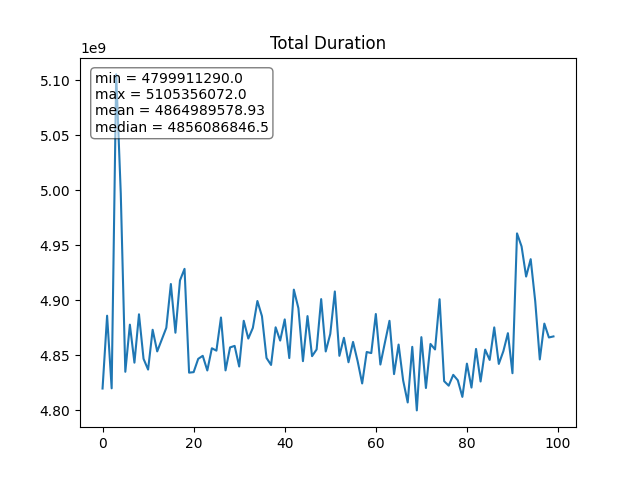 Total Duration
1e9
min = 4799911290.0
max = 5105356072.0
mean = 4864989578.93
median = 4856086846.5
5.10
5.05
5.00
4.95
4.90
4.85
4.80
0 20 40 60 80 100